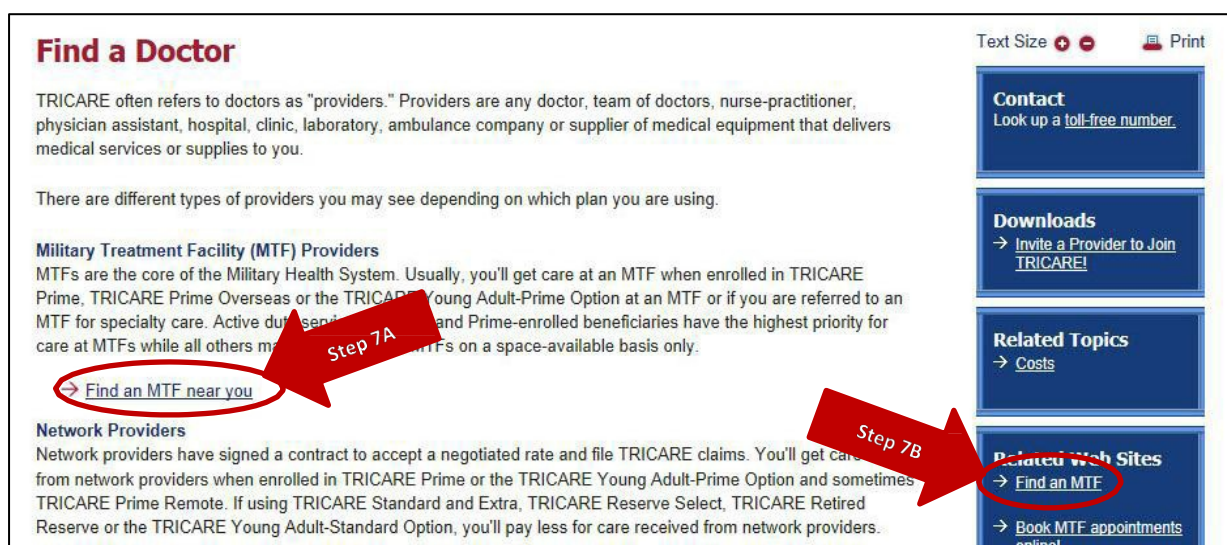 Find a Doctor
TRICARE often refers to doctors as "providers." Providers are any doctor, team of doctors, nurse-practitioner,
physician assistant, hospital, clinic, laboratory, ambulance company or supplier of medical equipment that delivers
medical services or supplies to you.
There are different types of providers you may see depending on which plan you are using.
Military Treatment Facility (MTF) Providers
MTFs are the core of the Military Health System. Usually, you'll get care at an MTF when enrolled in TRICARE
Prime, TRICARE Prime Overseas or the TRICARE Young Adult-Prime Option at an MTF or if you are referred to an
MTF for specialty care. Active duty and Prime-enrolled beneficiaries have the highest priority for
care at MTFs while all others MTFs on a space-available basis only.
Step 7A
→ Find an MTF near you
Network Providers
Network providers have signed a contract to accept a negotiated rate and file TRICARE claims. You'll get care
from network providers when enrolled in TRICARE Prime or the TRICARE Young Adult-Prime Option and sometimes
TRICARE Prime Remote. If using TRICARE Standard and Extra, TRICARE Reserve Select, TRICARE Retired
Reserve or the TRICARE Young Adult-Standard Option, you'll pay less for care received from network providers.
Text Size Print
Contact
Look up a toll-free number.
Downloads
→ Invite a Provider to Join
TRICARE!
Related Topics
→ Costs
Step 7B
Related Web Sites
→ Find an MTF
→ Book MTF appointments
online!